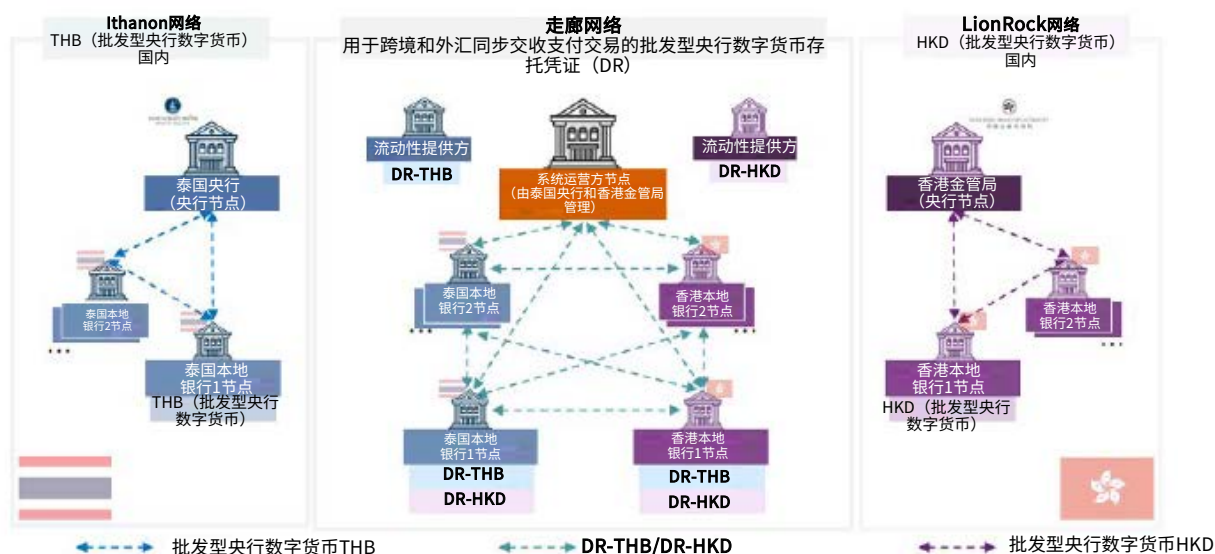 Ithanon网络
THB（批发型央行数字货币）
国内
泰国央行
（央行节点）
泰国本地
银行2节点
泰国本地
银行1节点
THB（批发型央行
数字货币）
走廊网络
用于跨境和外汇同步交收支付交易的批发型央行数字货币存
托凭证（DR）
流动性提供方
DR-THB
系统运营方节点
（由泰国央行和香港金管局
管理）
流动性提供方
DR-HKD
泰国本地
银行2节点
香港本地
银行2节点
泰国本地
银行1节点
DR-THB
DR-HKD
香港本地
银行1节点
DR-THB
DR-HKD
LionRock网络
HKD（批发型央行数字货币）
国内
香港金管局
（央行节点）
香港本地
银行2节点
香港本地
银行1节点
HKD（批发型央行
数字货币）
批发型央行数字货币THB
DR-THB/DR-HKD
批发型央行数字货币HKD